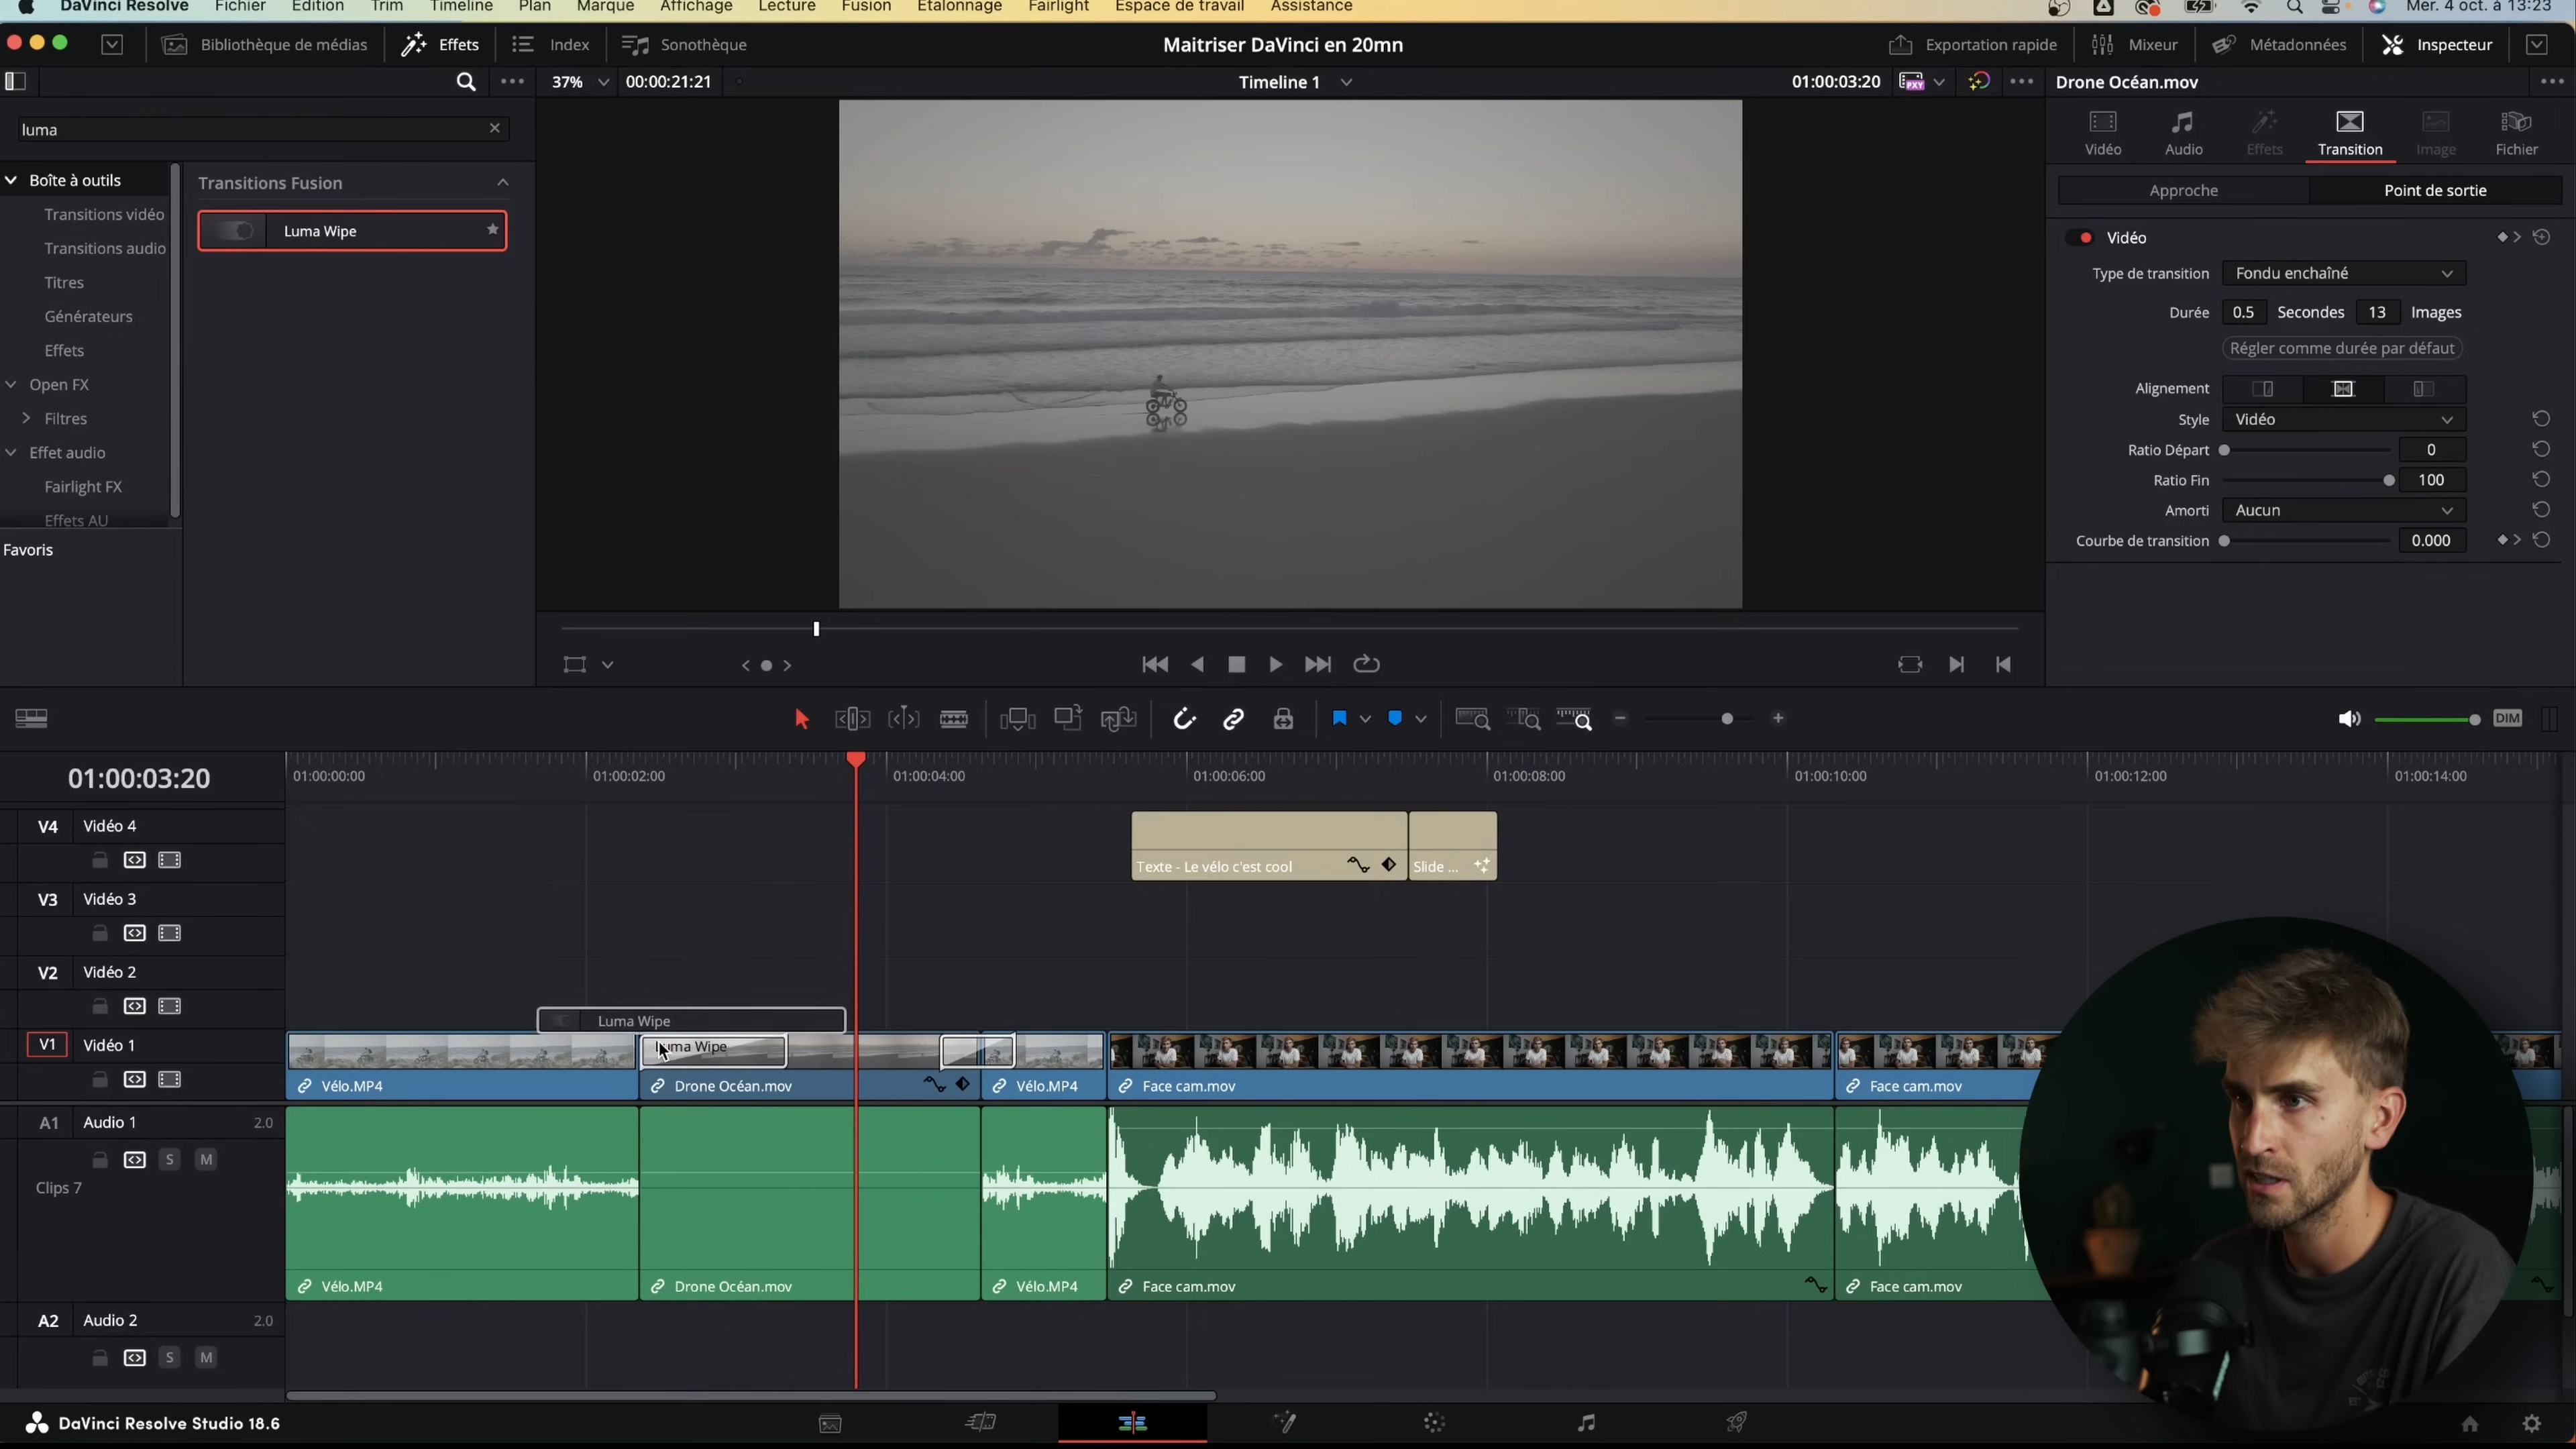 DaVinci Resolve Fichier Edition Trim Timeline Plan Marque Affichage Lecture Fusion Etalonnage Fairlight Espace de travail Assistance Mer. 4 oct. à 13:23
Bibliothèque de médias Effets Index Sonothèque Maitriser DaVinci en 20mn Exportation rapide Mixeur Métadonnées Inspecteur
37% 00:00:21:21 Timeline 1 01:00:03:20 PXY Drone Océan.mov
luma
Vidéo Audio Effets Transition Image Fichier
Boîte à outils
Transitions vidéo
Transitions audio
Titres
Générateurs
Effets
Open FX
Filtres
Effet audio
Fairlight FX
Effets AU
Favoris
Transitions Fusion
Luma Wipe
Approche Point de sortie
Vidéo
Type de transition Fondu enchaîné
Durée 0.5 Secondes 13 Images
Régler comme durée par défaut
Alignement
Style Vidéo
Ratio Départ 0
Ratio Fin 100
Amorti Aucun
Courbe de transition 0.000
DIM
01:00:03:20 01:00:00:00 01:00:02:00 01:00:04:00 01:00:06:00 01:00:08:00 01:00:10:00 01:00:12:00 01:00:14:00
V4 Vidéo 4
Texte - Le vélo c'est cool Slide ...
V3 Vidéo 3
V2 Vidéo 2
Luma Wipe
V1 Vidéo 1
Luma Wipe
Vélo.MP4 Drone Océan.mov Vélo.MP4 Face cam.mov Face cam.mov
A1 Audio 1 2.0
S M
Clips 7
Vélo.MP4 Drone Océan.mov Vélo.MP4 Face cam.mov Face cam.mov
A2 Audio 2 2.0
S M
DaVinci Resolve Studio 18.6